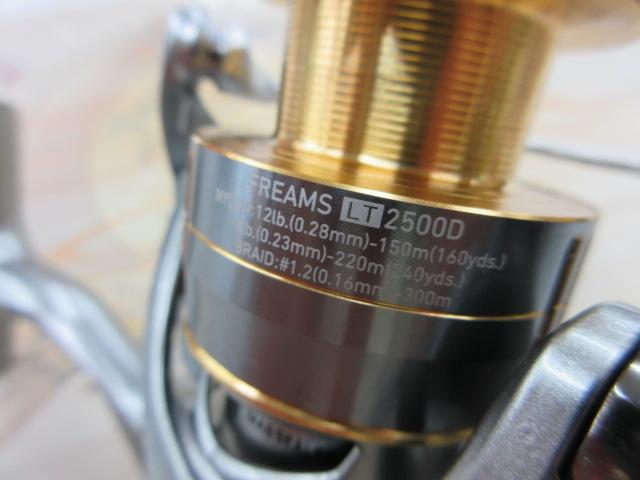 FREAMS LT 2500D
12lb.(0.28mm)-150m(160yds.)
lb.(0.23mm)-220m(240yds.)
BRAID:#1.2(0.16mm -300m